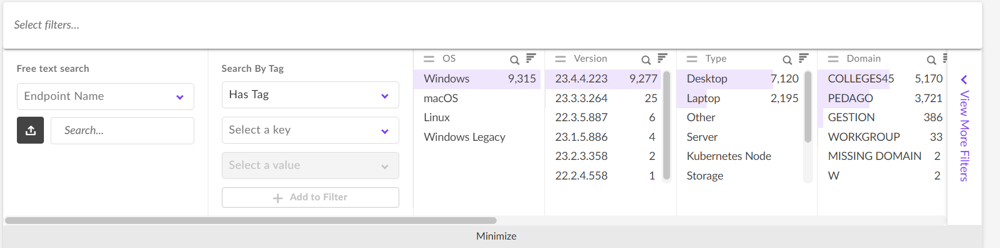 Select filters...
Free text search
Endpoint Name
Search...
Search By Tag
Has Tag
Select a key
Select a value
Add to Filter
OS
Windows 9,315
macOS
Linux
Windows Legacy
Version
23.4.4.223 9,277
23.3.3.264 25
22.3.5.887 6
23.1.5.886 4
23.2.3.358 2
22.2.4.558 1
Type
Desktop 7,120
Laptop 2,195
Other
Server
Kubernetes Node
Storage
Domain
COLLEGES45 5,170
PEDAGO 3,721
GESTION 386
WORKGROUP 33
MISSING DOMAIN 2
W 2
View More Filters
Minimize